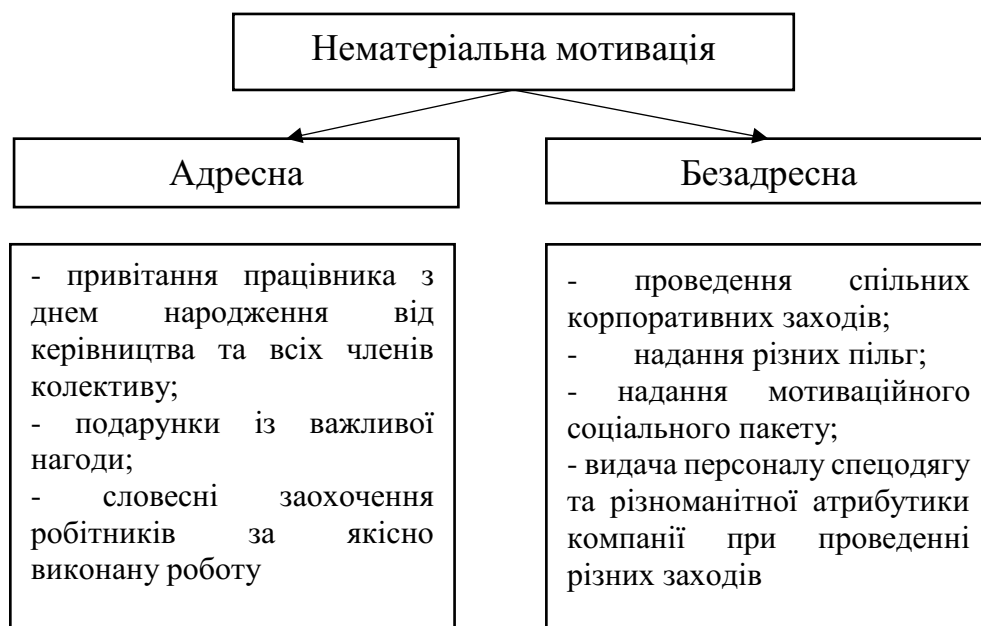 Нематеріальна мотивація
Адресна
Безадресна
- привітання працівника з
днем народження від
керівництва та всіх членів
колективу;
- подарунки із важливої
нагоди;
- словесні заохочення
робітників за якісно
виконану роботу
- проведення спільних
корпоративних заходів;
- надання різних пільг;
- надання мотиваційного
соціального пакету;
- видача персоналу спецодягу
та різноманітної атрибутики
компанії при проведенні
різних заходів